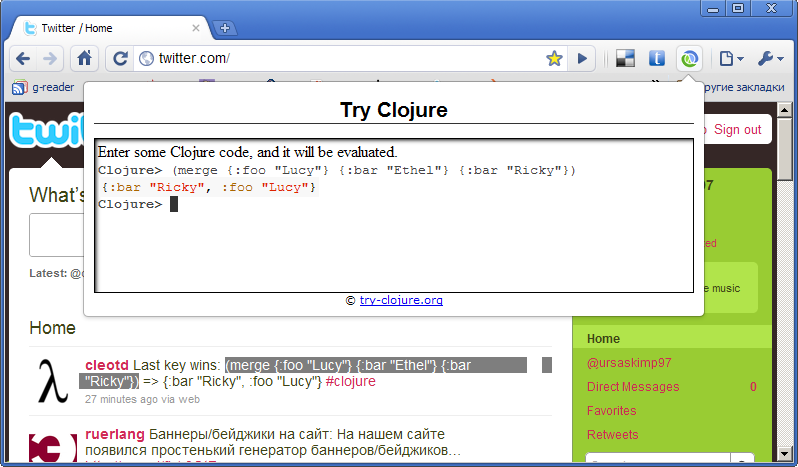 Twitter / Home
twitter.com/
g-reader
другие закладки
Try Clojure
twi
Sign out
Enter some Clojure code, and it will be evaluated.
Clojure> (merge {:foo "Lucy"} {:bar "Ethel"} {:bar "Ricky"})
{:bar "Ricky", :foo "Lucy"}
Clojure>
© try-clojure.org
What's
97
ted
Latest: @c
e music
Home
cleotd Last key wins: (merge {:foo "Lucy"} {:bar "Ethel"} {:bar
"Ricky"}) => {:bar "Ricky", :foo "Lucy"} #clojure
27 minutes ago via web
ruerlang Баннеры/бейджики на сайт: На нашем сайте
появился простенький генератор баннеров/бейджиков…
Home
@ursaskimp97
Direct Messages 0
Favorites
Retweets